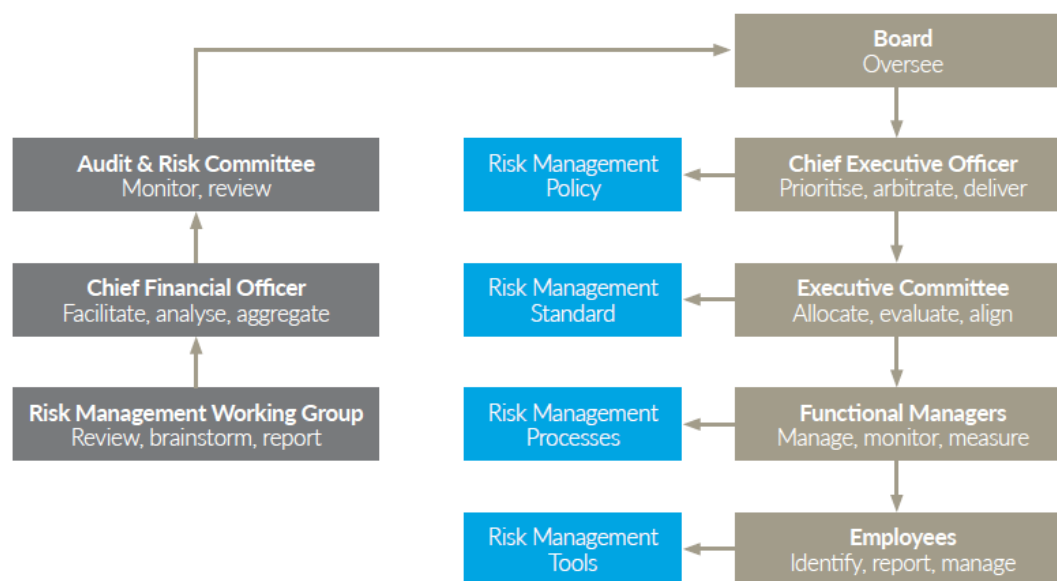 Board
Oversee
Audit & Risk Committee
Monitor, review
Risk Management
Policy
Chief Executive Officer
Prioritise, arbitrate, deliver
Chief Financial Officer
Facilitate, analyse, aggregate
Risk Management
Standard
Executive Committee
Allocate, evaluate, align
Risk Management Working Group
Review, brainstorm, report
Risk Management
Processes
Functional Managers
Manage, monitor, measure
Risk Management
Tools
Employees
Identify, report, manage